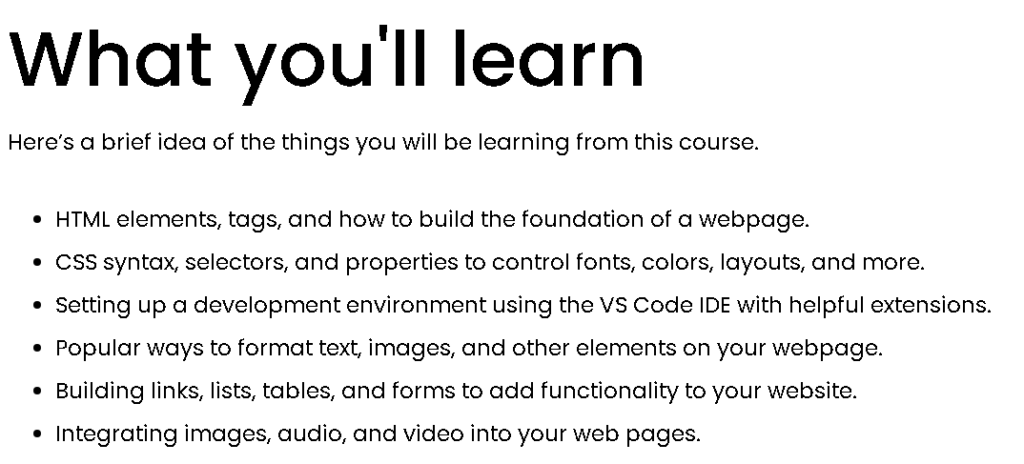 What you'll learn
Here’s a brief idea of the things you will be learning from this course.
• HTML elements, tags, and how to build the foundation of a webpage.
• CSS syntax, selectors, and properties to control fonts, colors, layouts, and more.
• Setting up a development environment using the VS Code IDE with helpful extensions.
• Popular ways to format text, images, and other elements on your webpage.
• Building links, lists, tables, and forms to add functionality to your website.
• Integrating images, audio, and video into your web pages.